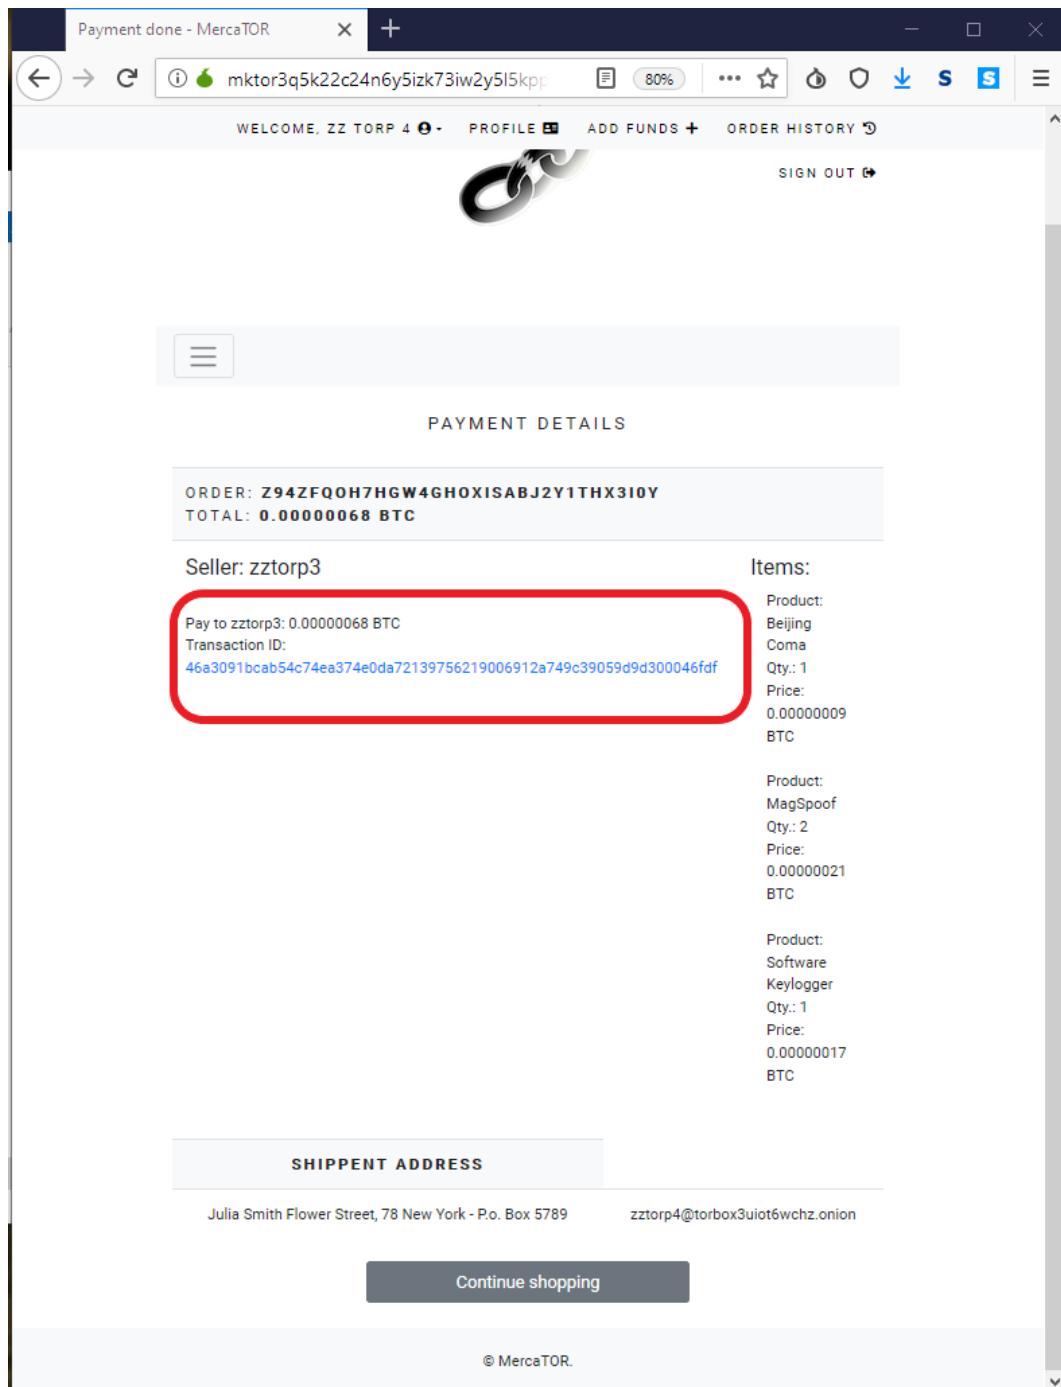 Payment done - MercaTOR
mktor3q5k22c24n6y5izk73iw2y5l5kpp
80%
WELCOME, ZZ TORP 4 PROFILE ADD FUNDS ORDER HISTORY
SIGN OUT
PAYMENT DETAILS
ORDER: Z94ZFQOH7HGW4GHOXISABJ2Y1THX3I0Y
TOTAL: 0.00000068 BTC
Seller: zztorp3
Pay to zztorp3: 0.00000068 BTC
Transaction ID:
46a3091bcab54c74ea374e0da72139756219006912a749c39059d9d300046fdf
Items:
Product:
Beijing
Coma
Qty.: 1
Price:
0.00000009
BTC
Product:
MagSpoof
Qty.: 2
Price:
0.00000021
BTC
Product:
Software
Keylogger
Qty.: 1
Price:
0.00000017
BTC
SHIPPENT ADDRESS
Julia Smith Flower Street, 78 New York - P.o. Box 5789 zztorp4@torbox3uiot6wchz.onion
Continue shopping
© MercaTOR.